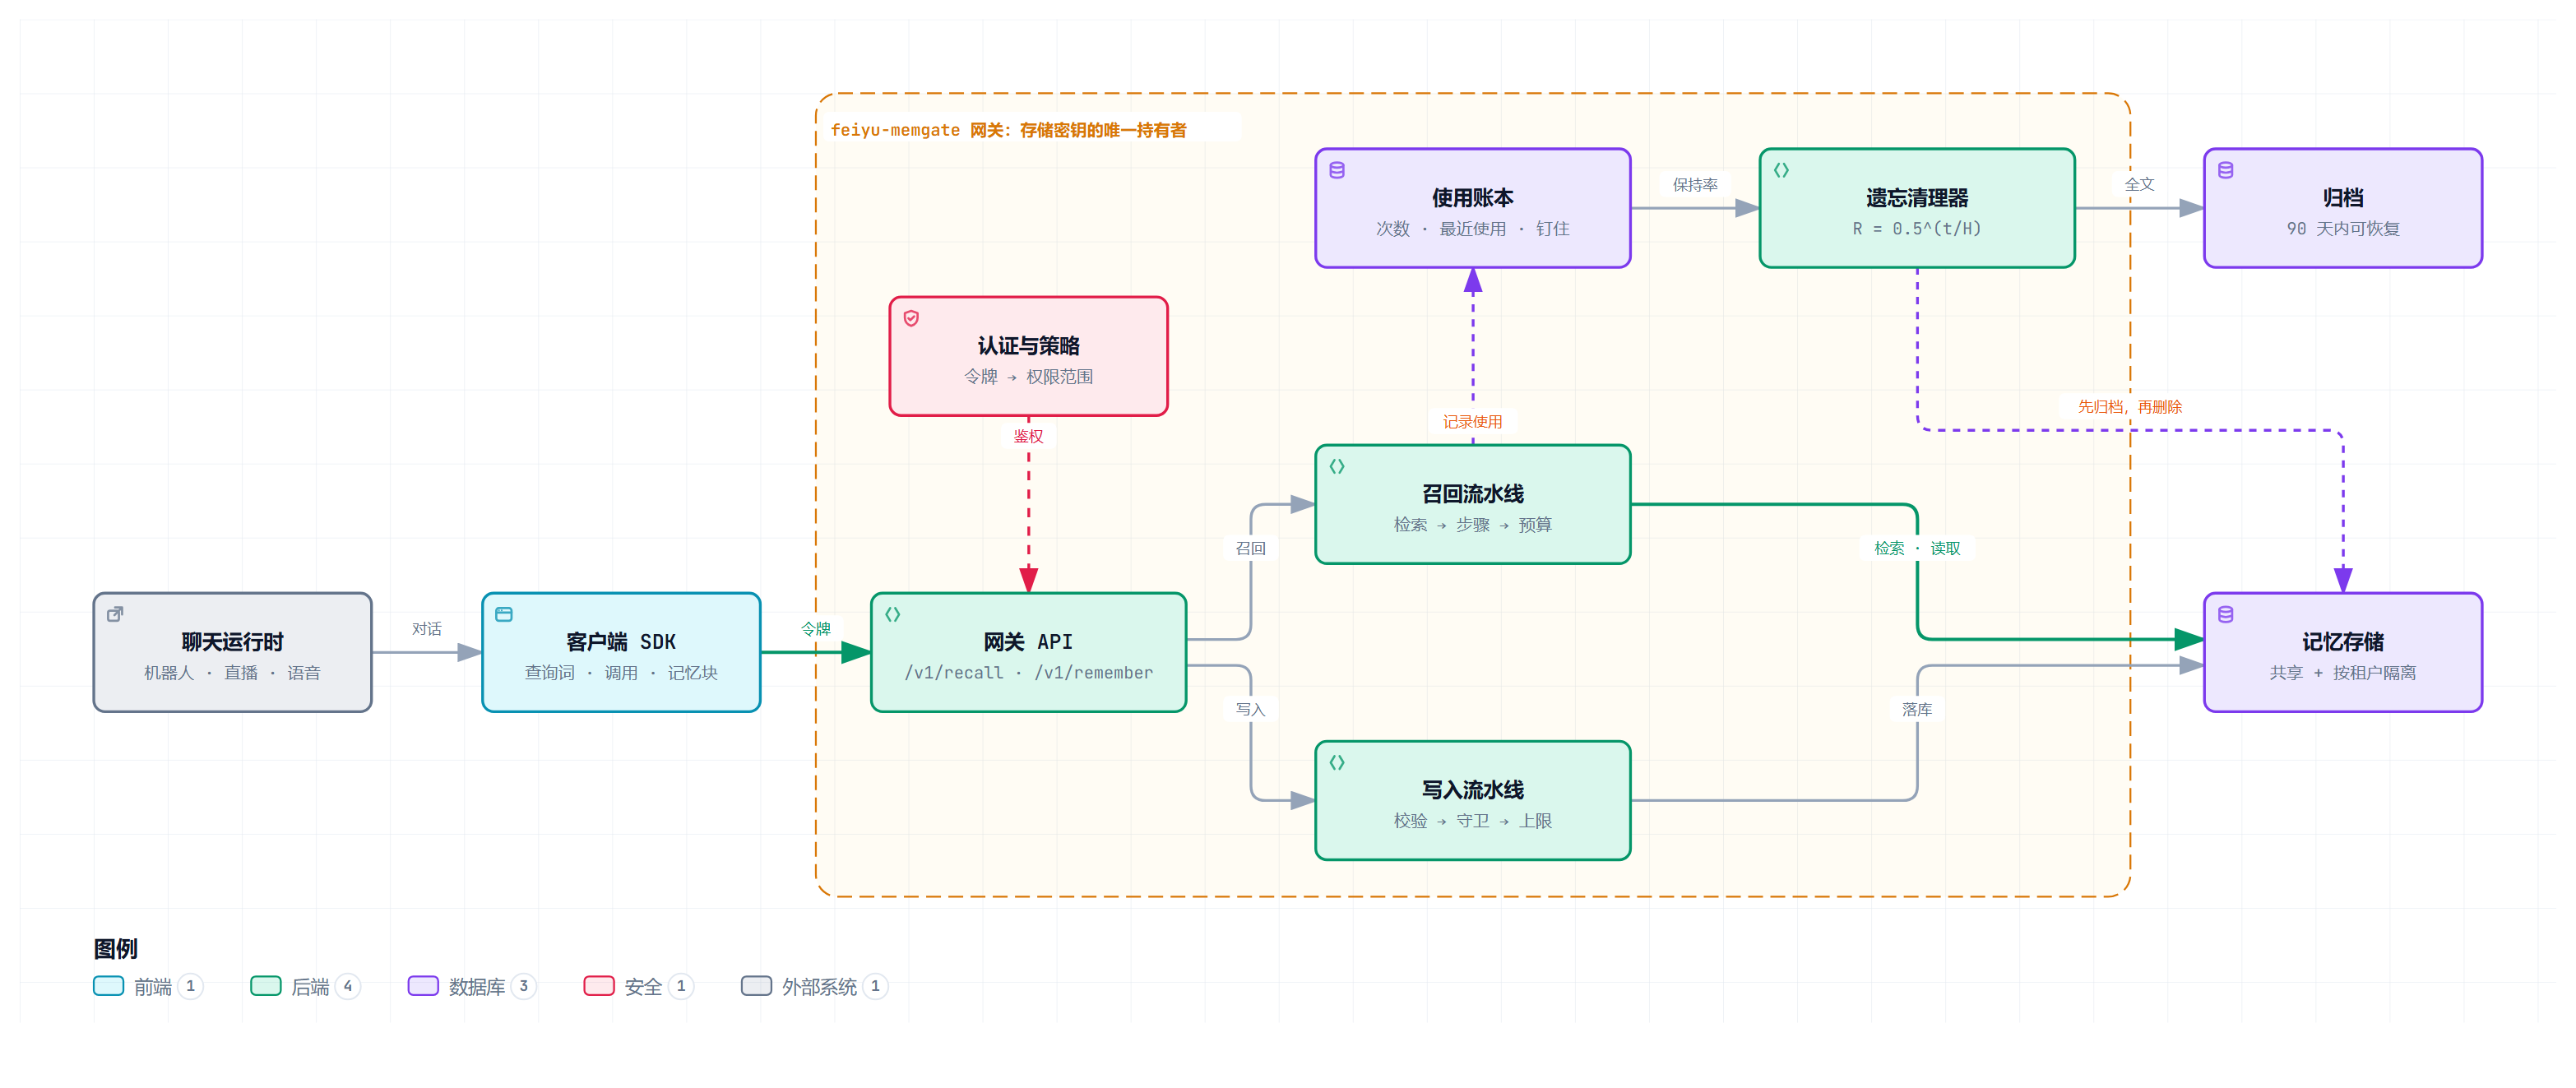 feiyu-memgate 网关：存储密钥的唯一持有者
使用账本
次数 · 最近使用 · 钉住
保持率
遗忘清理器
R = 0.5^(t/H)
全文
归档
90 天内可恢复
认证与策略
令牌 → 权限范围
鉴权
记录使用
先归档，再删除
召回流水线
检索 → 步骤 → 预算
召回
检索 · 读取
聊天运行时
机器人 · 直播 · 语音
对话
客户端 SDK
查询词 · 调用 · 记忆块
令牌
网关 API
/v1/recall · /v1/remember
记忆存储
共享 + 按租户隔离
写入
落库
写入流水线
校验 → 守卫 → 上限
图例
前端 1
后端 4
数据库 3
安全 1
外部系统 1